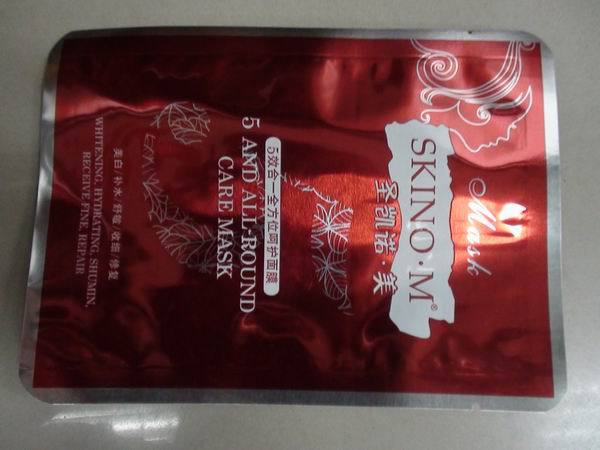 Mask
SKINO·M®
圣凯诺 美
5效合一全方位呵护面膜
5 AND ALL-ROUND
CARE MASK
美白/补水/舒敏/收细/修复
WHITENING, HYDRATING, SHUMIN,
RECEIVE FINE, REPAIR